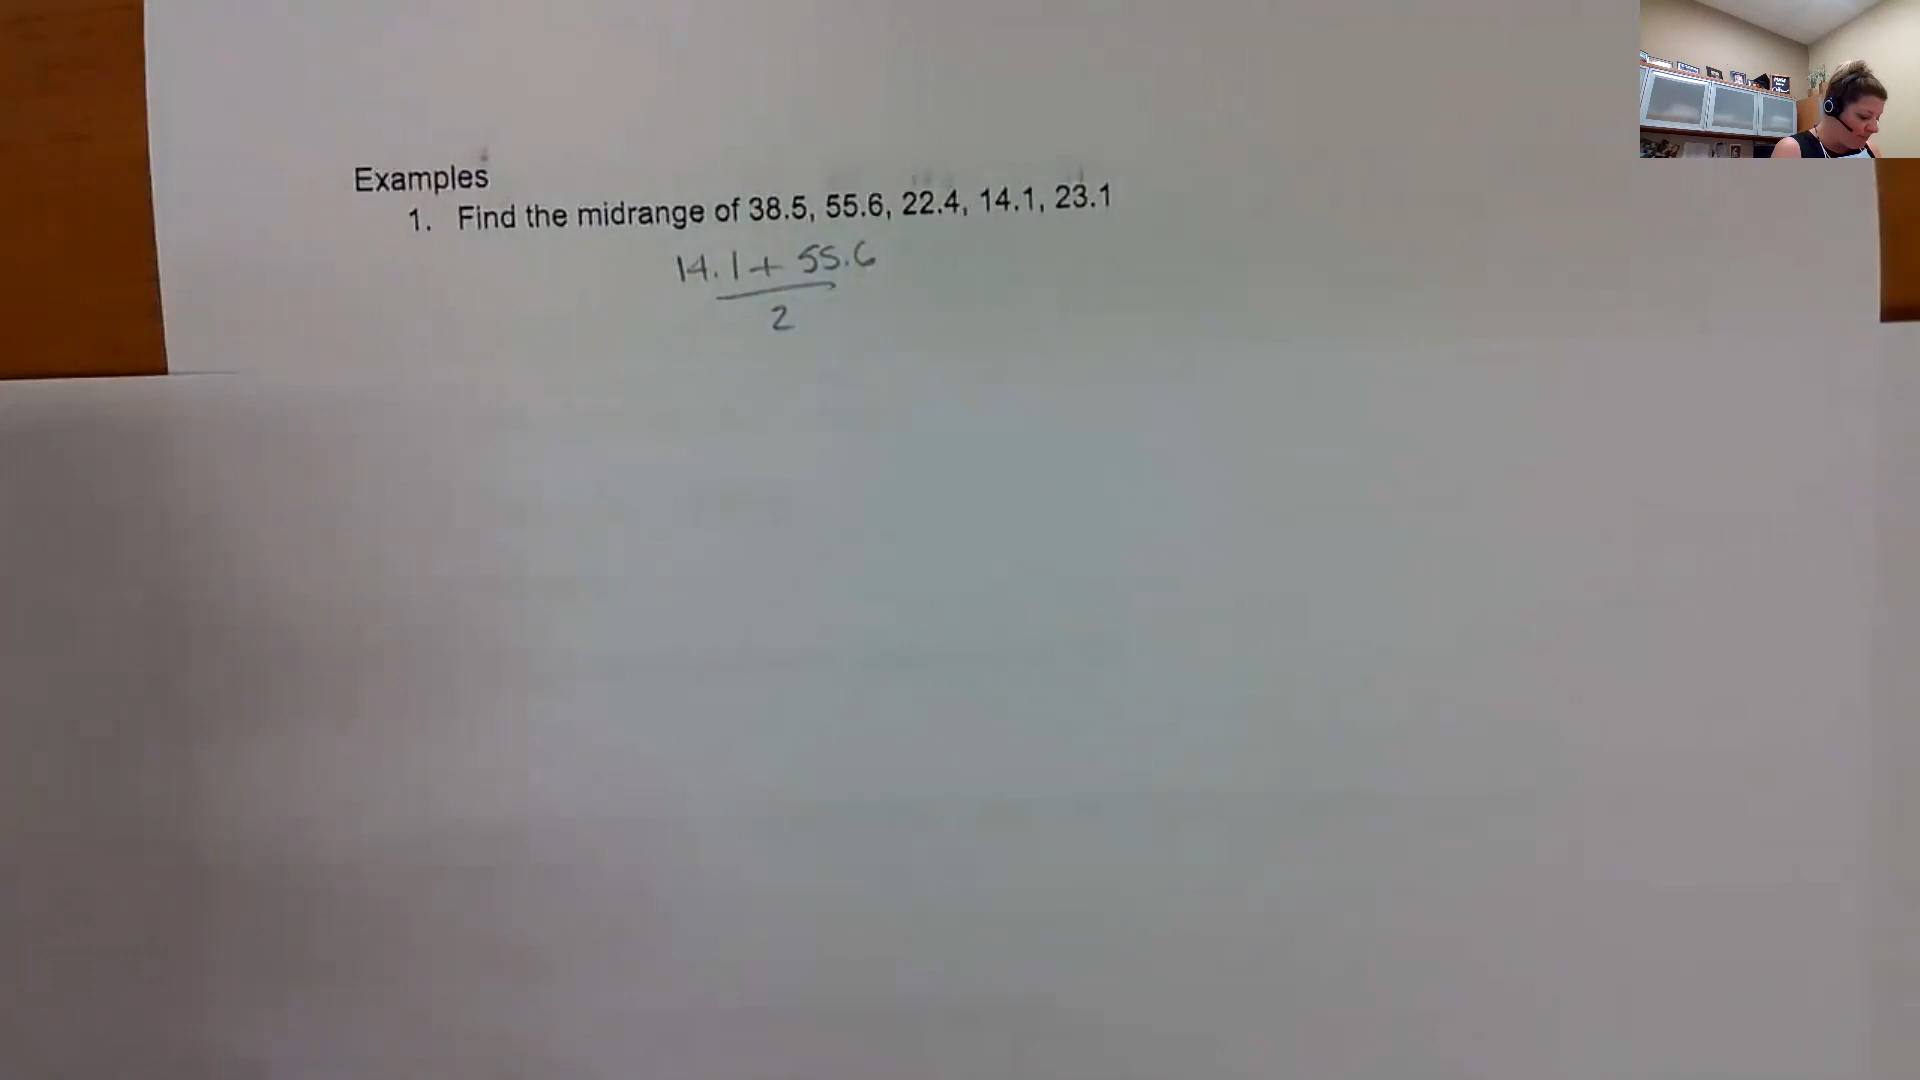 Examples
1. Find the midrange of 38.5, 55.6, 22.4, 14.1, 23.1
14.1 + 55.6
2